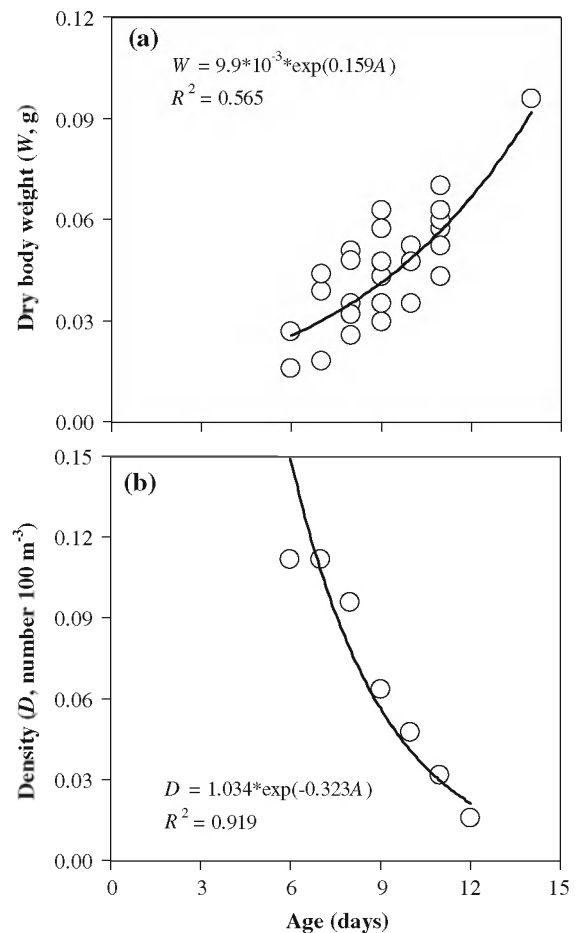 (a)
W = 9.9*10⁻³*exp(0.159A)
R² = 0.565
0.12
0.09
0.06
0.03
0.00
Dry body weight (W, g)
(b)
D = 1.034*exp(-0.323A)
R² = 0.919
0.15
0.12
0.09
0.06
0.03
0.00
Density (D, number 100 m⁻³)
0 3 6 9 12 15
Age (days)